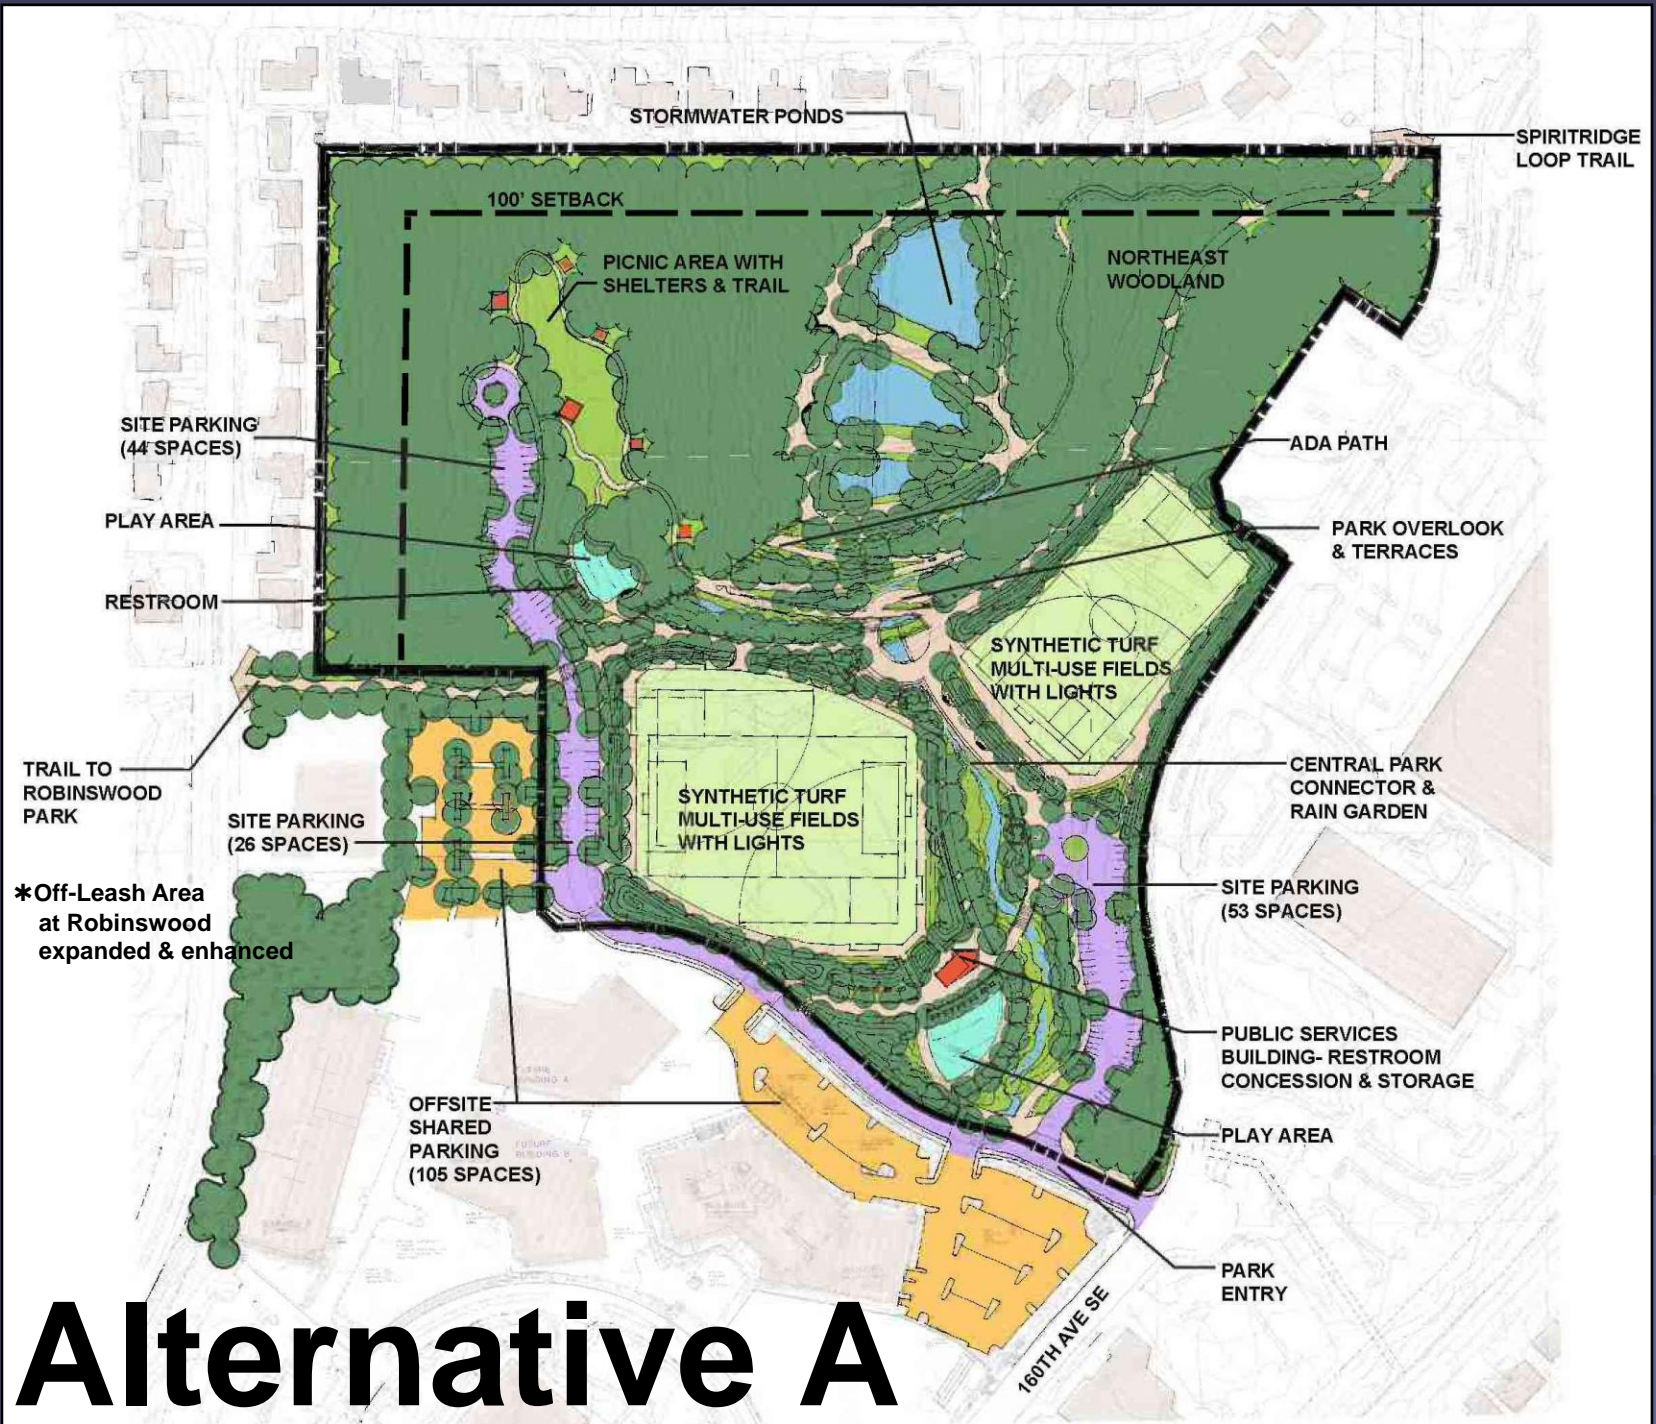 STORMWATER PONDS
SPIRITRIDGE
LOOP TRAIL
100' SETBACK
PICNIC AREA WITH
SHELTERS & TRAIL
NORTHEAST
WOODLAND
SITE PARKING
(44 SPACES)
ADA PATH
PLAY AREA
PARK OVERLOOK
& TERRACES
RESTROOM
SYNTHETIC TURF
MULTI-USE FIELDS
WITH LIGHTS
TRAIL TO
ROBINSWOOD
PARK
CENTRAL PARK
CONNECTOR &
RAIN GARDEN
SYNTHETIC TURF
MULTI-USE FIELDS
WITH LIGHTS
SITE PARKING
(26 SPACES)
✱Off-Leash Area
at Robinswood
expanded & enhanced
SITE PARKING
(53 SPACES)
PUBLIC SERVICES
BUILDING- RESTROOM
CONCESSION & STORAGE
FUTURE
BUILDING A
OFFSITE
SHARED
PARKING
(105 SPACES)
FUTURE
BUILDING B
PLAY AREA
PARK
ENTRY
160TH AVE SE
Alternative A